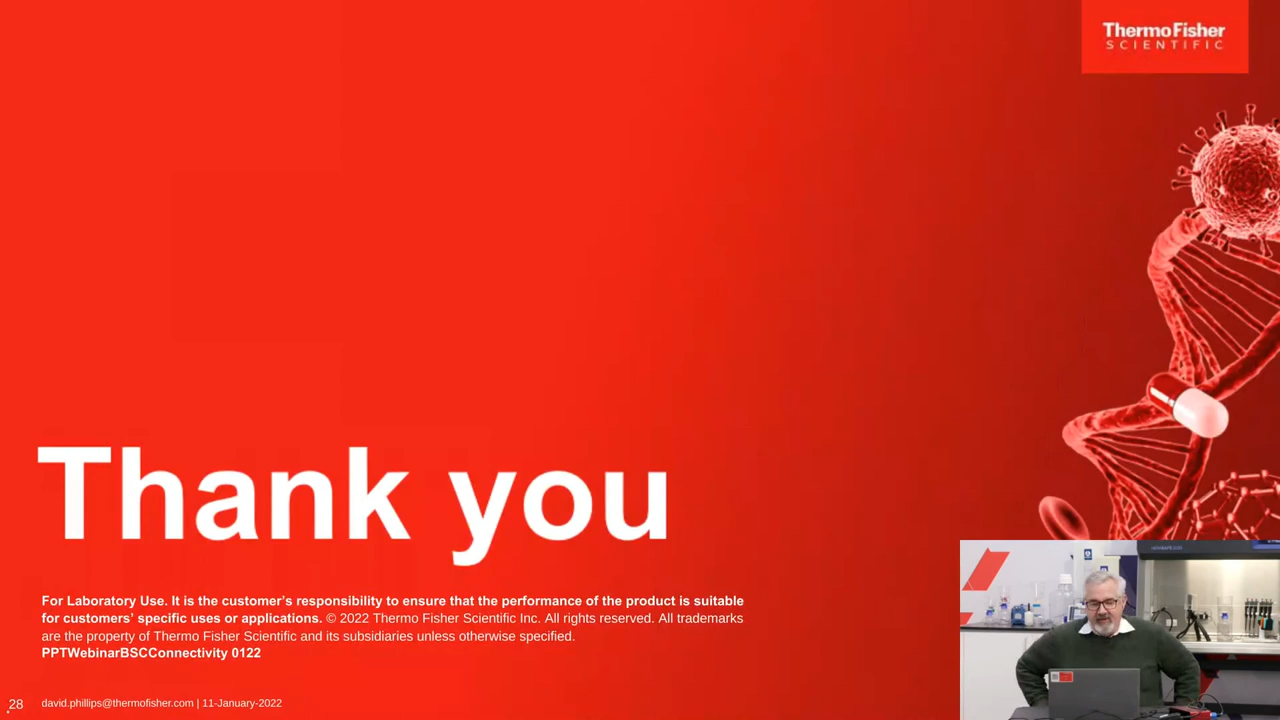 ThermoFisher
SCIENTIFIC
Thank you
For Laboratory Use. It is the customer’s responsibility to ensure that the performance of the product is suitable
for customers’ specific uses or applications. © 2022 Thermo Fisher Scientific Inc. All rights reserved. All trademarks
are the property of Thermo Fisher Scientific and its subsidiaries unless otherwise specified.
PPTWebinarBSCConnectivity 0122
28
david.phillips@thermofisher.com | 11-January-2022